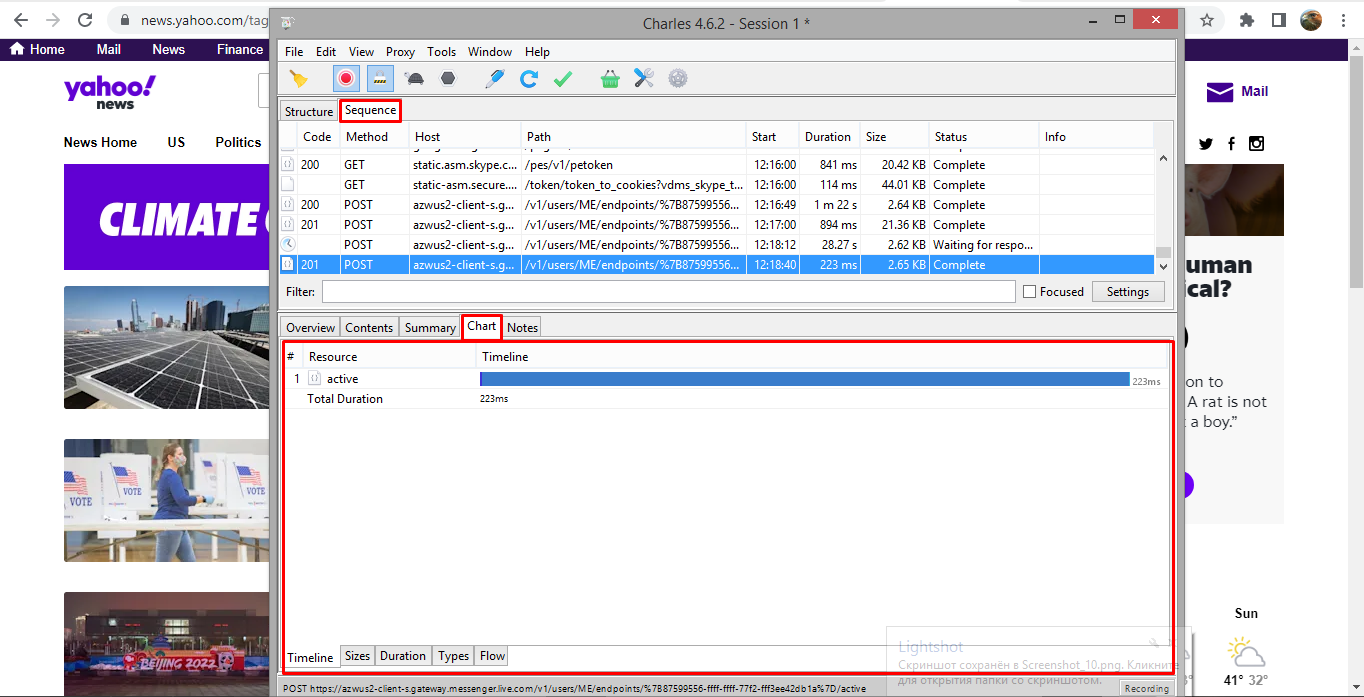 news.yahoo.com/tag
Charles 4.6.2 - Session 1 *
Home Mail News Finance
File Edit View Proxy Tools Window Help
yahoo!
news
Mail
Structure Sequence
Code Method Host Path Start Duration Size Status Info
News Home US Politics
200 GET static.asm.skype.c... /pes/v1/petoken 12:16:00 841 ms 20.42 KB Complete
GET static-asm.secure.... /token/token_to_cookies?vdms_skype_t... 12:16:00 114 ms 44.01 KB Complete
200 POST azwus2-client-s.g... /v1/users/ME/endpoints/%7B87599556... 12:16:49 1 m 22 s 2.64 KB Complete
201 POST azwus2-client-s.g... /v1/users/ME/endpoints/%7B87599556... 12:17:00 894 ms 21.36 KB Complete
POST azwus2-client-s.g... /v1/users/ME/endpoints/%7B87599556... 12:18:12 28.27 s 2.62 KB Waiting for respo...
201 POST azwus2-client-s.g... /v1/users/ME/endpoints/%7B87599556... 12:18:40 223 ms 2.65 KB Complete
CLIMATE
uman
ical?
Filter: Focused Settings
Overview Contents Summary Chart Notes
# Resource Timeline
1 active 223ms
Total Duration 223ms
on to
A rat is not
a boy.”
VOTE VOTE VOTE
BEIJING 2022
Sun
41° 32°
Timeline Sizes Duration Types Flow
Lightshot
Скриншот сохранён в Screenshot_10.png. Кликните
для открытия папки со скриншотом.
POST https://azwus2-client-s.gateway.messenger.live.com/v1/users/ME/endpoints/%7B87599556-ffff-ffff-77f2-fff3ee42db1a%7D/active
Recording